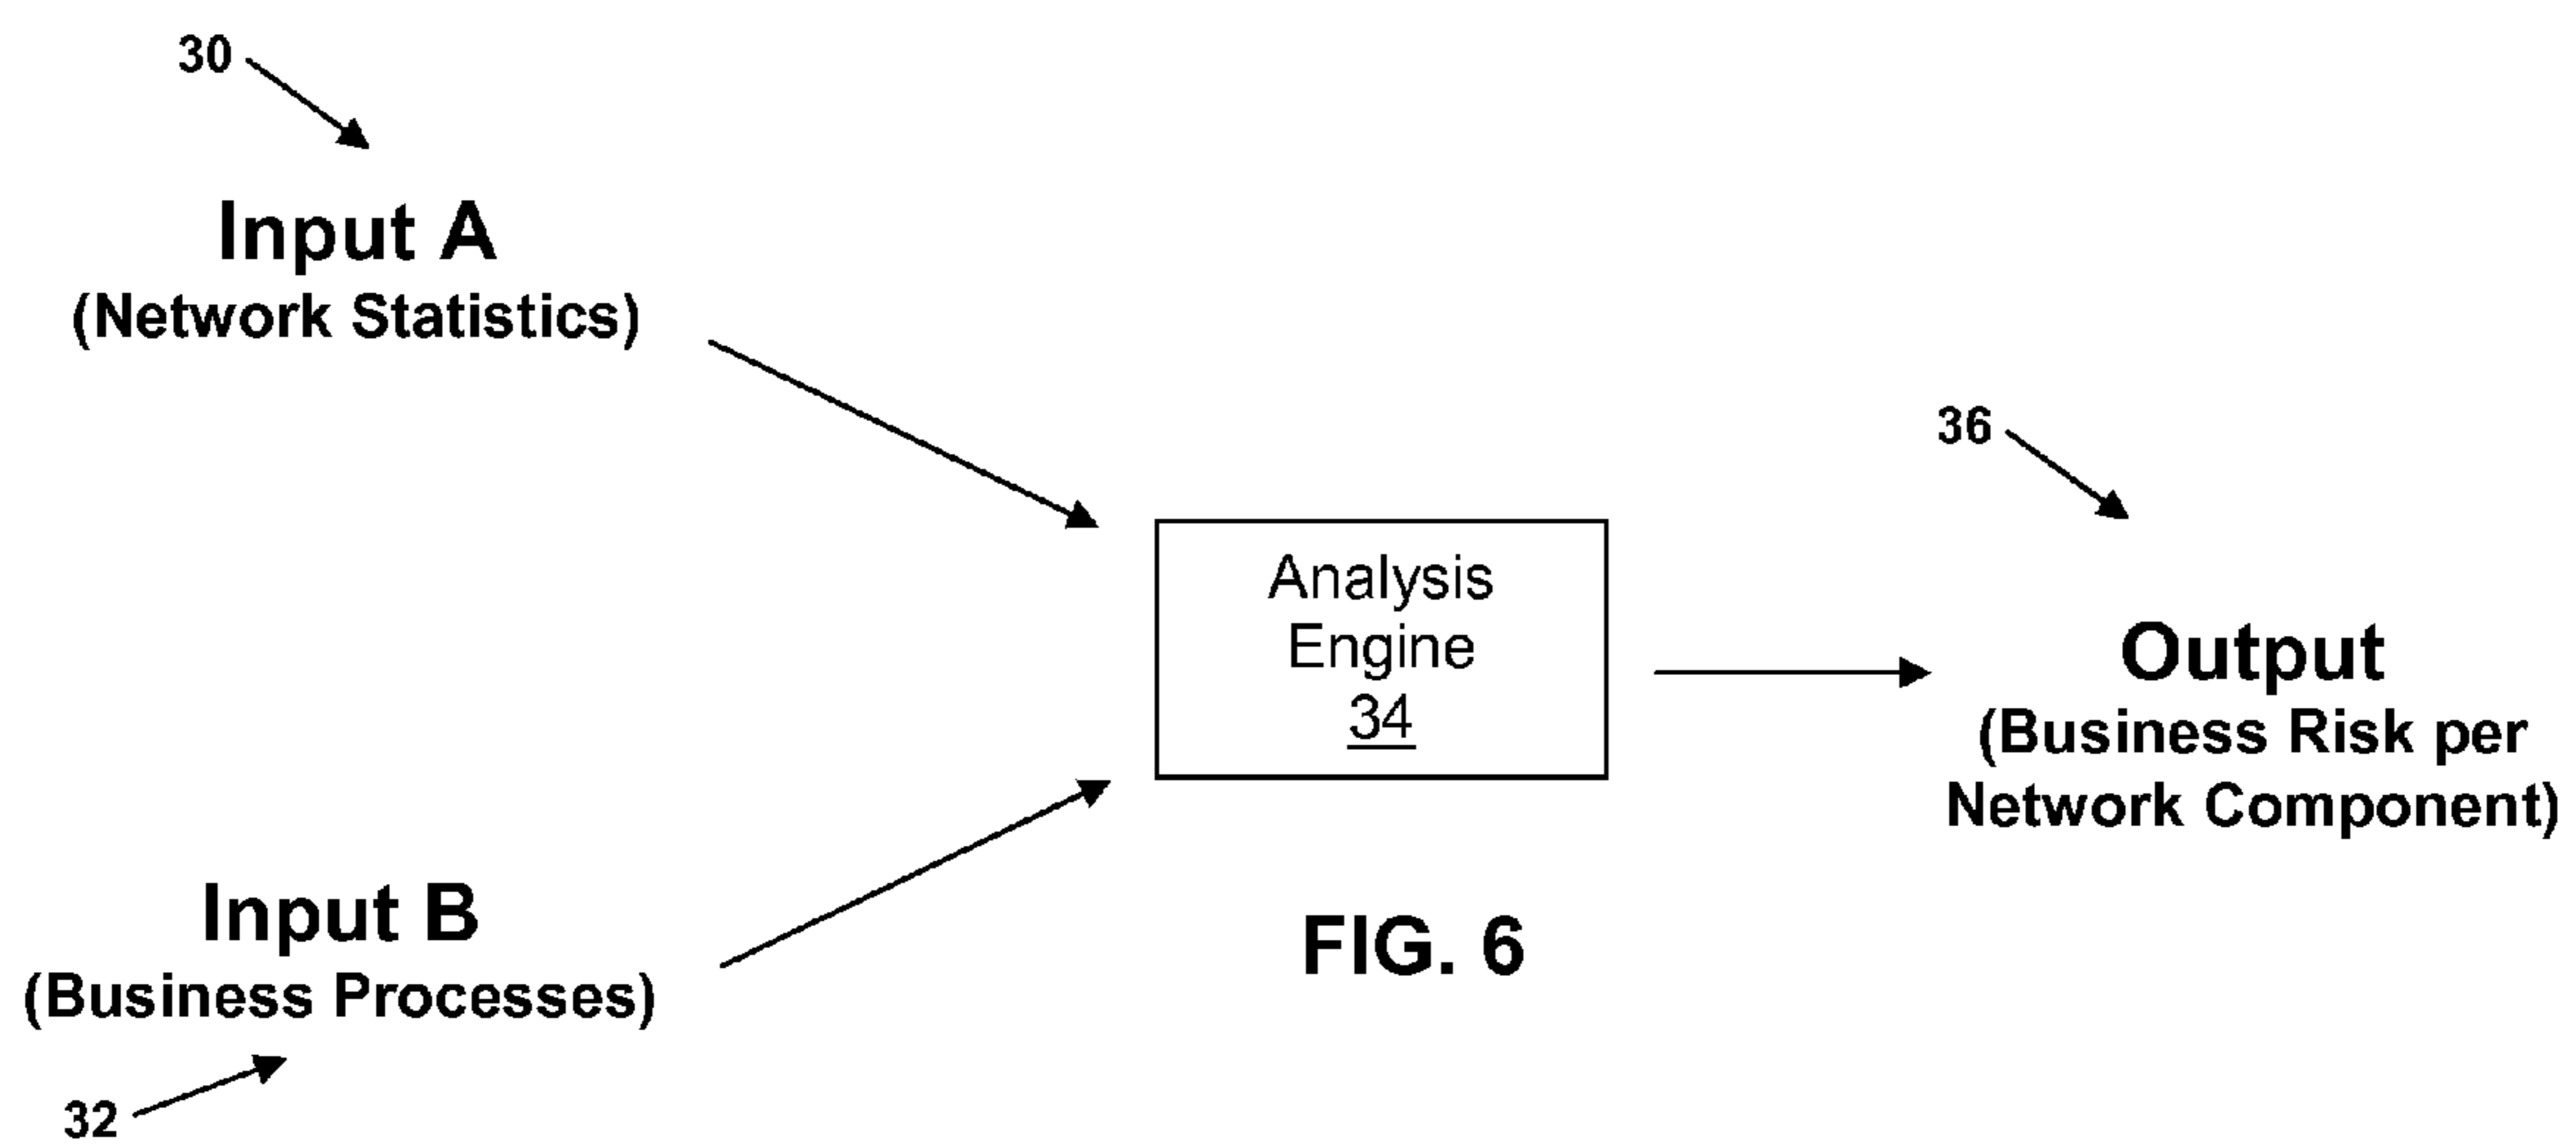 30
Input A
(Network Statistics)
36
Analysis
Engine
34
Output
(Business Risk per
Network Component)
Input B
(Business Processes)
FIG. 6
32